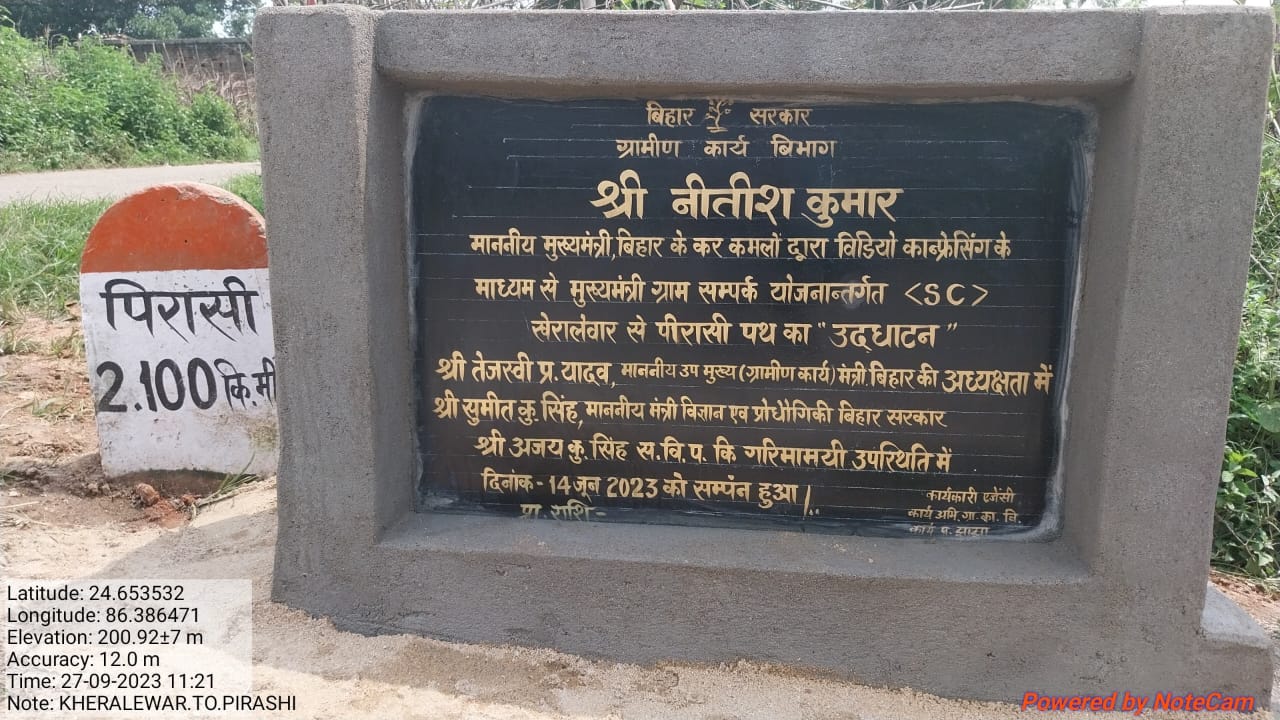 बिहार सरकार
ग्रामीण कार्य बिभाग
श्री नीतीश कुमार
माननीय मुख्यमंत्री, बिहार के कर कमलों द्वारा विडियो कान्फ्रेसिंग के
माध्यम से मुख्यमंत्री ग्राम सम्पर्क योजनान्तर्गत <SC>
खेरालेवार से पीरासी पथ का "उद्घाटन"
श्री तेजस्वी प्र. यादव, माननीय उप मुख्य (ग्रामीण कार्य) मंत्री, बिहार की अध्यक्षता में
श्री सुमीत कु. सिंह, माननीय मंत्री विज्ञान एव प्रोधौगिकी बिहार सरकार
श्री अजय कु. सिंह स. वि. प. कि गरिमामयी उपस्थिति में
दिनांक - 14 जून 2023 को सम्पंन हुआ |
प्रा. राशि -
कार्यकारी एजेंसी
कार्य अभि. ग्रा. का. वि.
कार्य प्र. झाझा
पिरासी
2.100 कि.मी
Latitude: 24.653532
Longitude: 86.386471
Elevation: 200.92±7 m
Accuracy: 12.0 m
Time: 27-09-2023 11:21
Note: KHERALEWAR.TO.PIRASHI
Powered by NoteCam